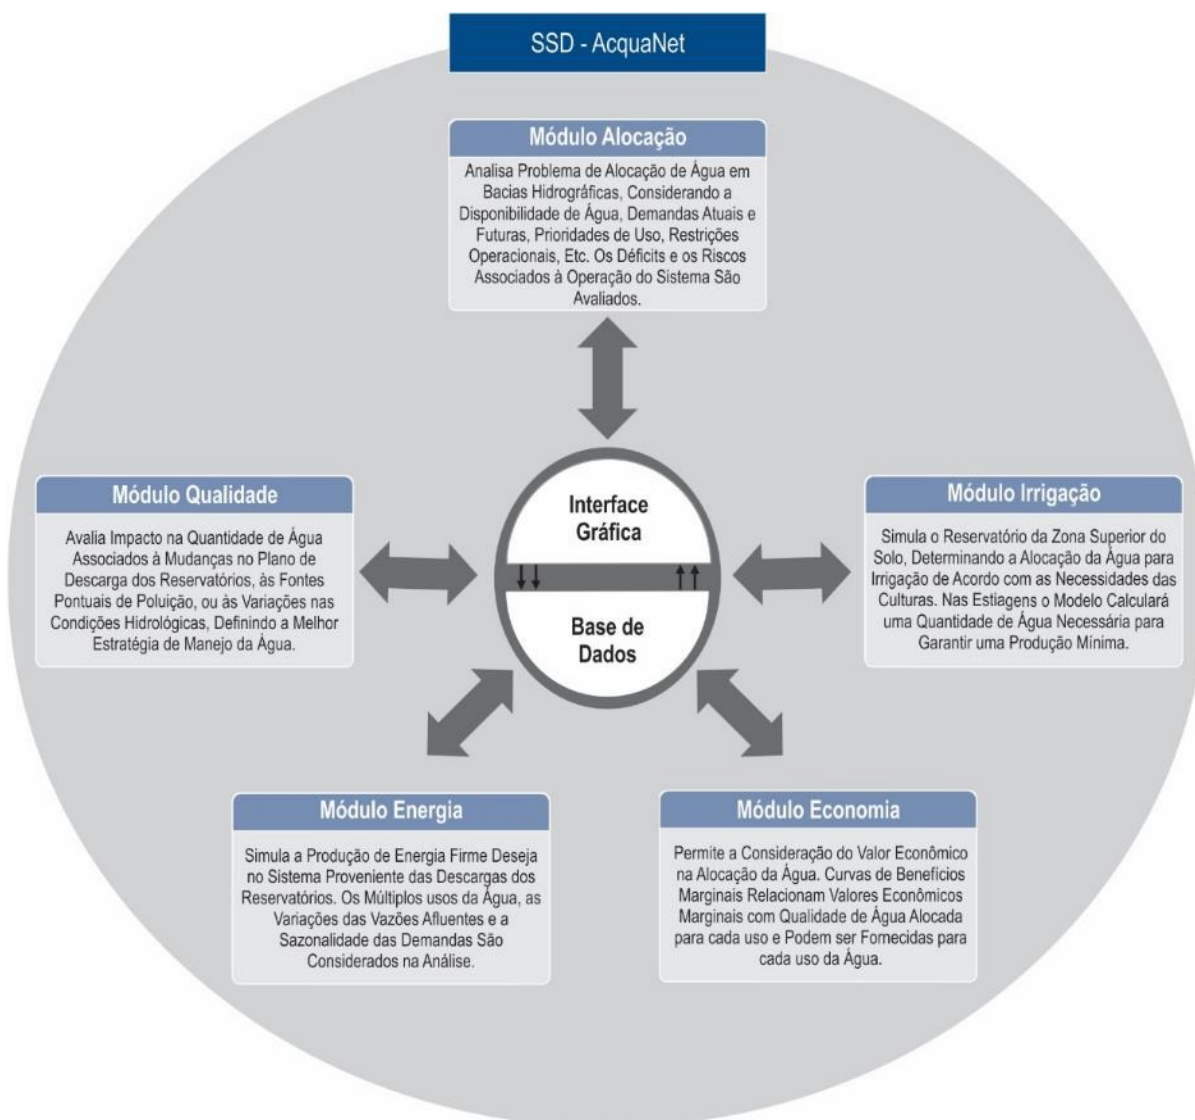 SSD - AcquaNet
Módulo Alocação
Analisa Problema de Alocação de Água em
Bacias Hidrográficas, Considerando a
Disponibilidade de Água, Demandas Atuais e
Futuras, Prioridades de Uso, Restrições
Operacionais, Etc. Os Déficits e os Riscos
Associados à Operação do Sistema São
Avaliados.
Módulo Qualidade
Avalia Impacto na Quantidade de Água
Associados à Mudanças no Plano de
Descarga dos Reservatórios, às Fontes
Pontuais de Poluição, ou às Variações nas
Condições Hidrológicas, Definindo a Melhor
Estratégia de Manejo da Água.
Interface
Gráfica
Base de
Dados
Módulo Irrigação
Simula o Reservatório da Zona Superior do
Solo, Determinando a Alocação da Água para
Irrigação de Acordo com as Necessidades das
Culturas. Nas Estiagens o Modelo Calculará
uma Quantidade de Água Necessária para
Garantir uma Produção Mínima.
Módulo Energia
Simula a Produção de Energia Firme Deseja
no Sistema Proveniente das Descargas dos
Reservatórios. Os Múltiplos usos da Água, as
Variações das Vazões Afluentes e a
Sazonalidade das Demandas São
Considerados na Análise.
Módulo Economia
Permite a Consideração do Valor Econômico
na Alocação da Água. Curvas de Benefícios
Marginais Relacionam Valores Econômicos
Marginais com Qualidade de Água Alocada
para cada uso e Podem ser Fornecidas para
cada uso da Água.